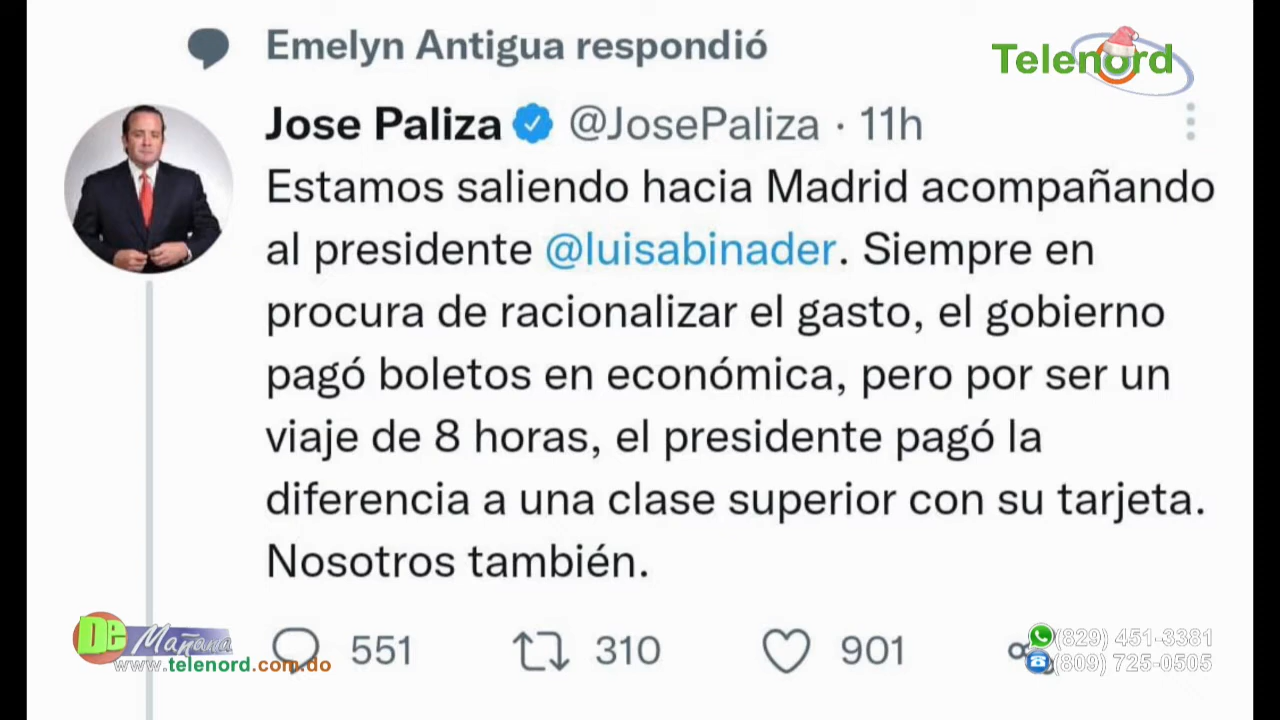 Emelyn Antigua respondió
Telenord
Jose Paliza @JosePaliza · 11h
Estamos saliendo hacia Madrid acompañando
al presidente @luisabinader. Siempre en
procura de racionalizar el gasto, el gobierno
pagó boletos en económica, pero por ser un
viaje de 8 horas, el presidente pagó la
diferencia a una clase superior con su tarjeta.
Nosotros también.
551 310 901
De Mañana
www.telenord.com.do
(829) 451-3381
(809) 725-0505